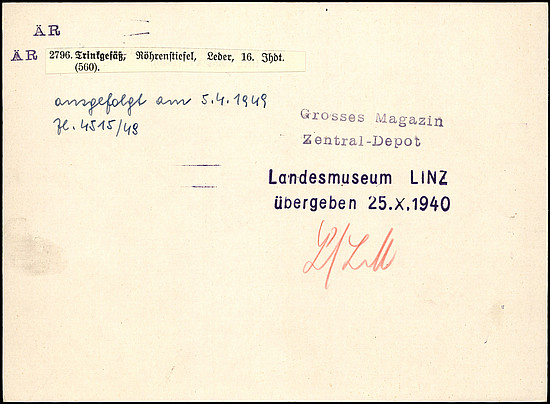 ÄR
ÄR 2796. Trinkgefäß, Röhrenstiefel, Leder, 16. Jhdt.
(560).
ausgefolgt am 5.4.1949
Zl. 4515/49
Grosses Magazin
Zentral-Depot
Landesmuseum LINZ
übergeben 25.X.1940